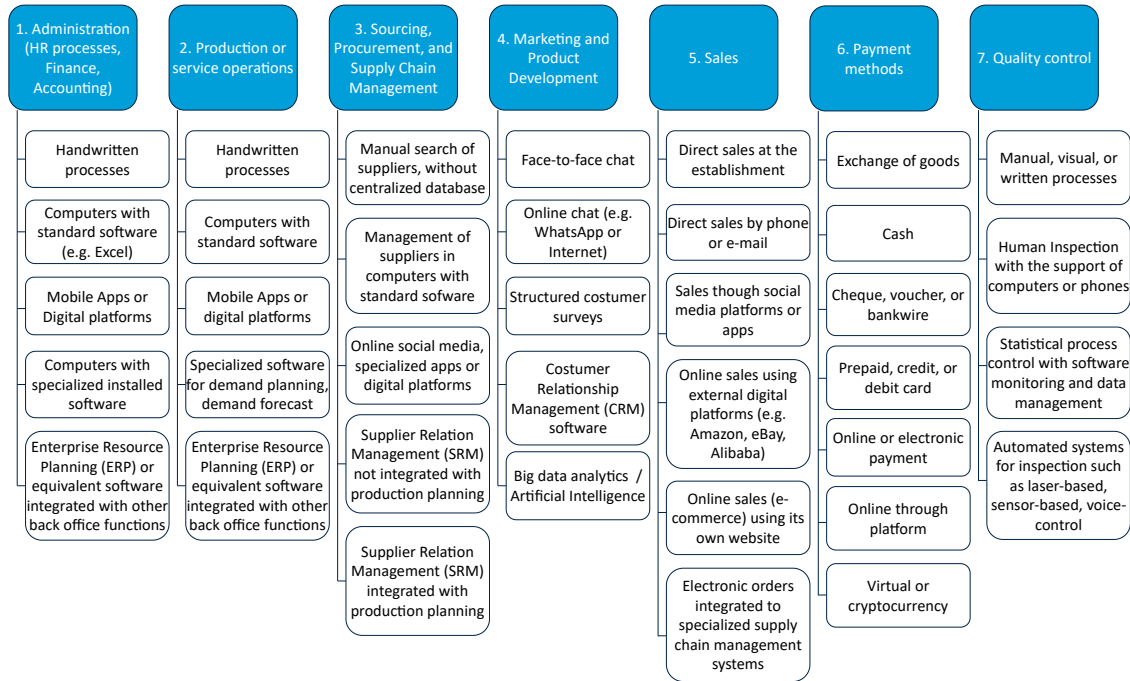 1. Administration
(HR processes,
Finance,
Accounting)
Handwritten
processes
Computers with
standard software
(e.g. Excel)
Mobile Apps or
Digital platforms
Computers with
specialized installed
software
Enterprise Resource
Planning (ERP) or
equivalent software
integrated with other
back office functions
2. Production or
service operations
Handwritten
processes
Computers with
standard software
Mobile Apps or
digital platforms
Specialized software
for demand planning,
demand forecast
Enterprise Resource
Planning (ERP) or
equivalent software
integrated with other
back office functions
3. Sourcing,
Procurement, and
Supply Chain
Management
Manual search of
suppliers, without
centralized database
Management of
suppliers in
computers with
standard sofware
Online social media,
specialized apps or
digital platforms
Supplier Relation
Management (SRM)
not integrated with
production planning
Supplier Relation
Management (SRM)
integrated with
production planning
4. Marketing and
Product
Development
Face-to-face chat
Online chat (e.g.
WhatsApp or
Internet)
Structured costumer
surveys
Costumer
Relationship
Management (CRM)
software
Big data analytics /
Artificial Intelligence
5. Sales
Direct sales at the
establishment
Direct sales by phone
or e-mail
Sales though social
media platforms or
apps
Online sales using
external digital
platforms (e.g.
Amazon, eBay,
Alibaba)
Online sales (e-
commerce) using its
own website
Electronic orders
integrated to
specialized supply
chain management
systems
6. Payment
methods
Exchange of goods
Cash
Cheque, voucher, or
bankwire
Prepaid, credit, or
debit card
Online or electronic
payment
Online through
platform
Virtual or
cryptocurrency
7. Quality control
Manual, visual, or
written processes
Human Inspection
with the support of
computers or phones
Statistical process
control with software
monitoring and data
management
Automated systems
for inspection such
as laser-based,
sensor-based, voice-
control